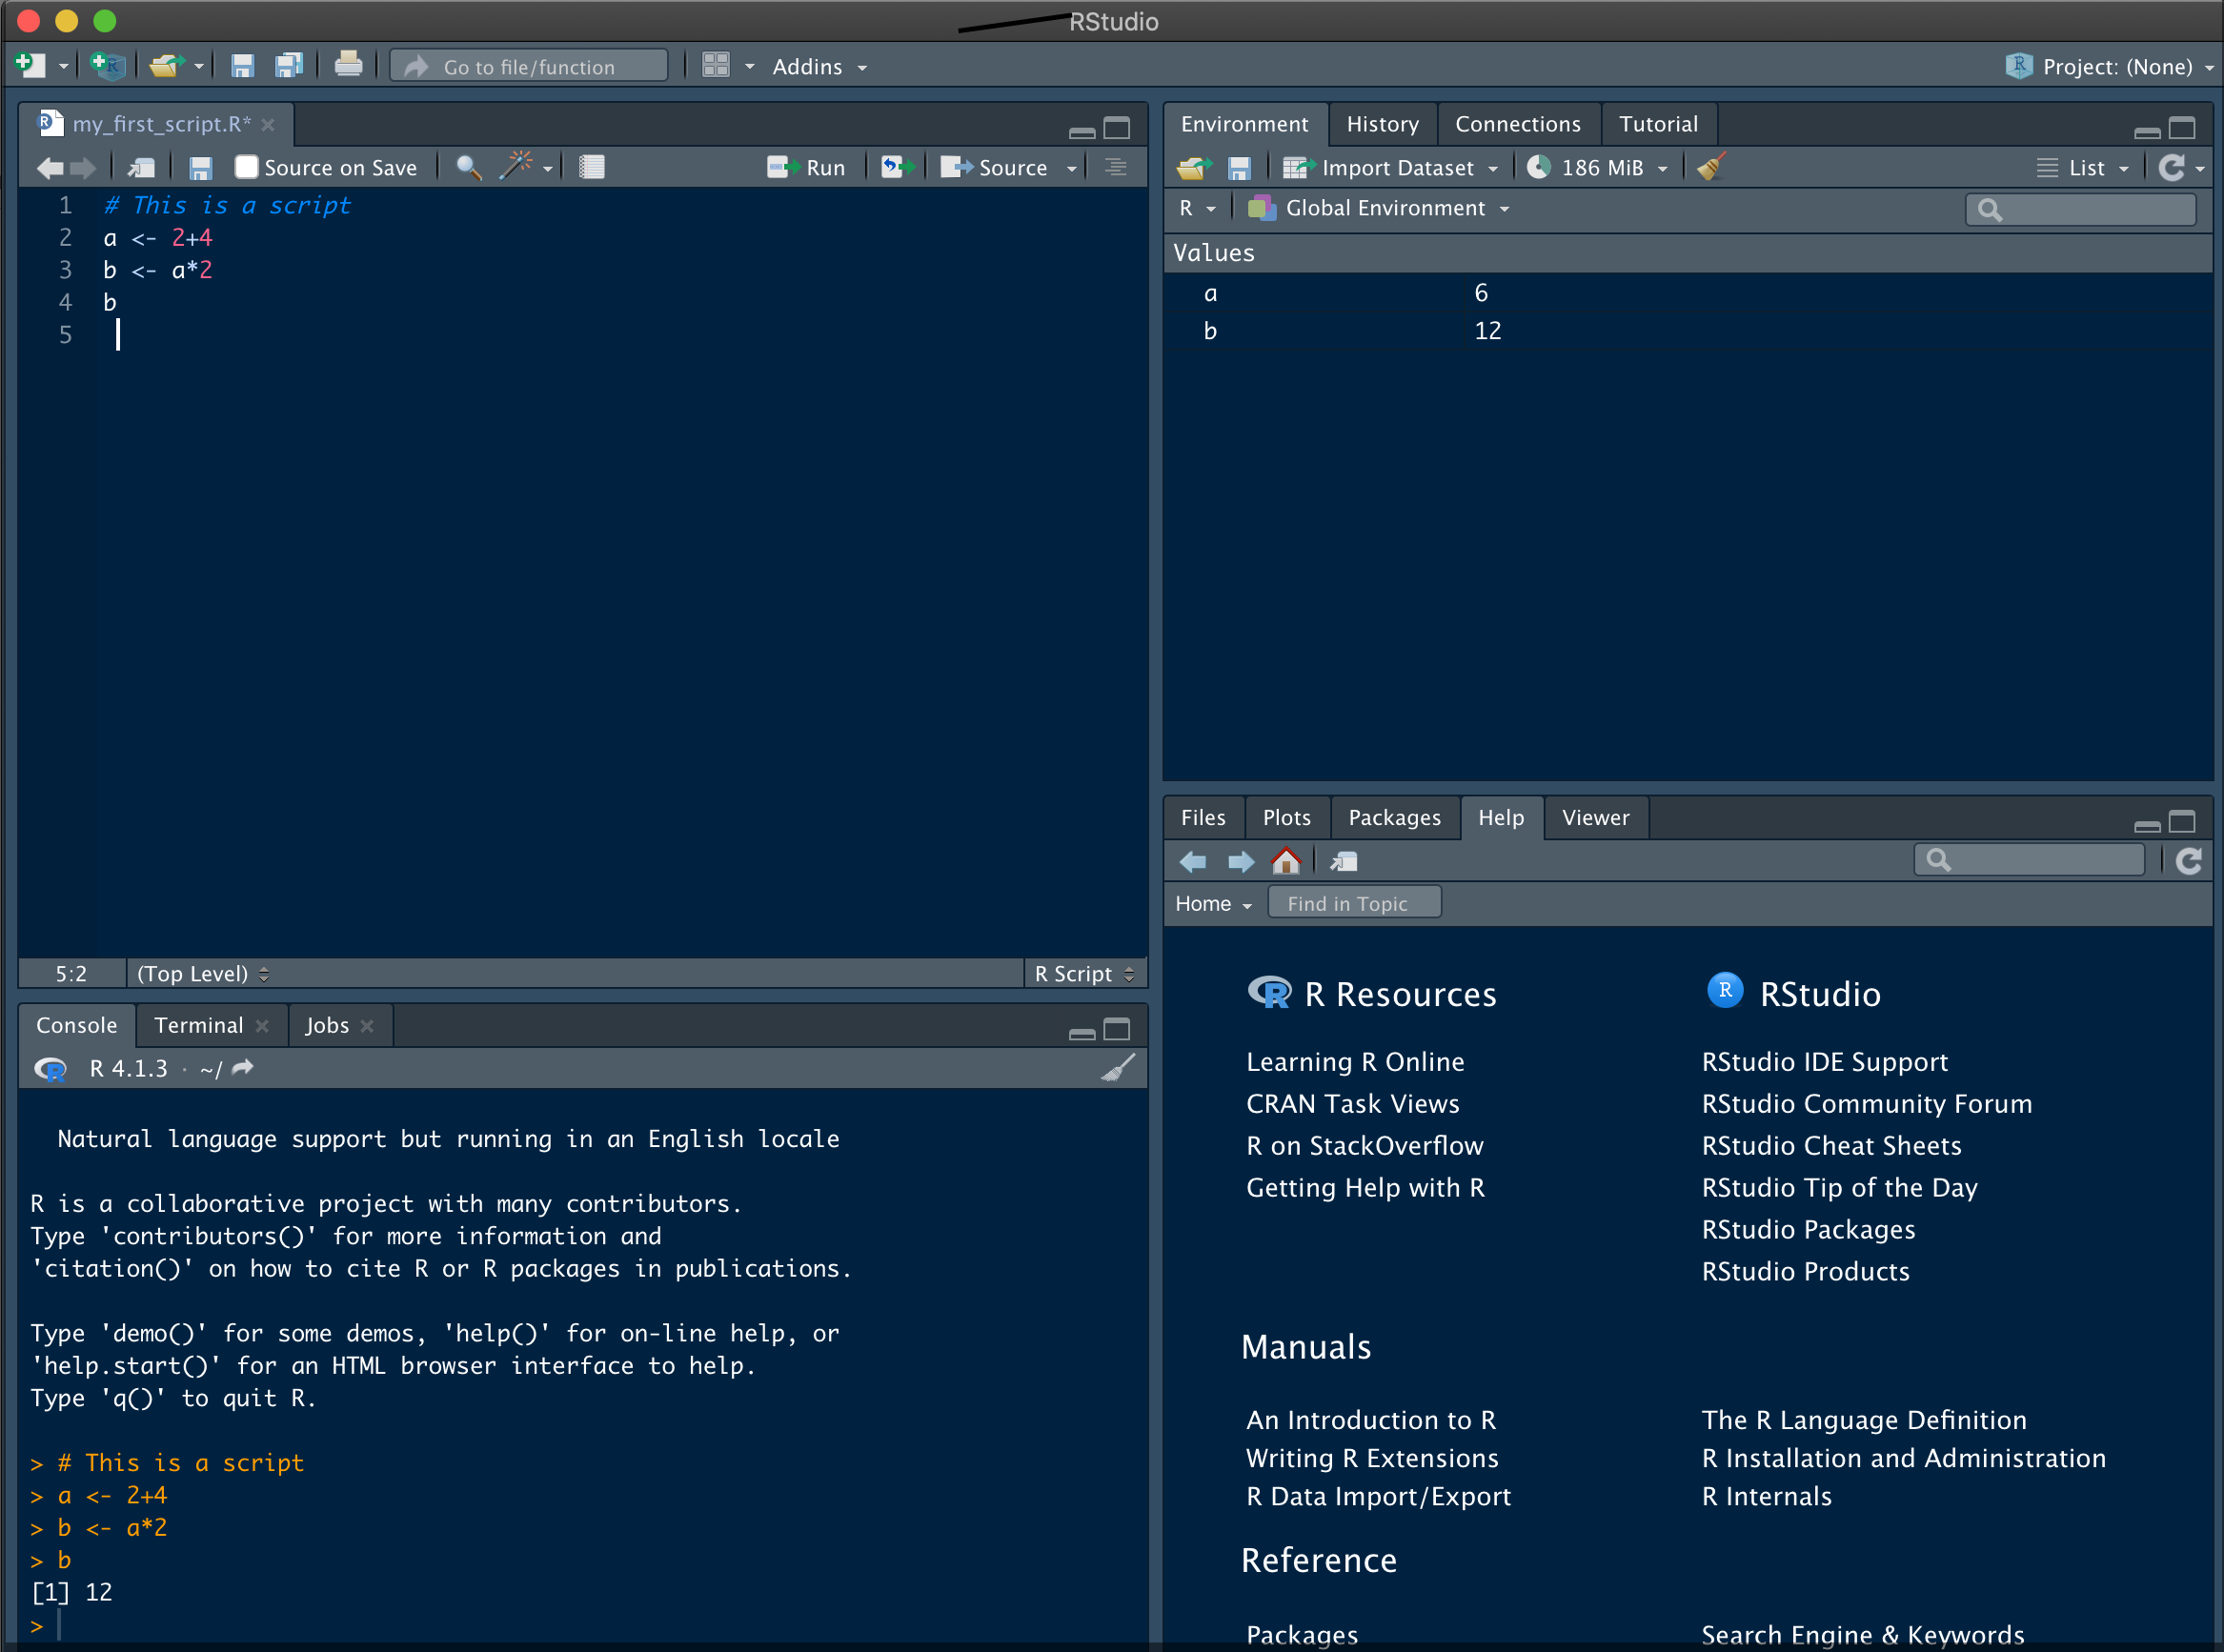 RStudio
Go to file/function
Addins
Project: (None)
my_first_script.R*
Source on Save
Run
Source
1 # This is a script
2 a <- 2+4
3 b <- a*2
4 b
5
5:2 (Top Level) R Script
Console Terminal Jobs
R 4.1.3 · ~/
Natural language support but running in an English locale
R is a collaborative project with many contributors.
Type 'contributors()' for more information and
'citation()' on how to cite R or R packages in publications.
Type 'demo()' for some demos, 'help()' for on-line help, or
'help.start()' for an HTML browser interface to help.
Type 'q()' to quit R.
> # This is a script
> a <- 2+4
> b <- a*2
> b
[1] 12
>
Environment History Connections Tutorial
Import Dataset 186 MiB List
R Global Environment
Values
a 6
b 12
Files Plots Packages Help Viewer
Home Find in Topic
R Resources
Learning R Online
CRAN Task Views
R on StackOverflow
Getting Help with R
R RStudio
RStudio IDE Support
RStudio Community Forum
RStudio Cheat Sheets
RStudio Tip of the Day
RStudio Packages
RStudio Products
Manuals
An Introduction to R
Writing R Extensions
R Data Import/Export
The R Language Definition
R Installation and Administration
R Internals
Reference
Packages
Search Engine & Keywords